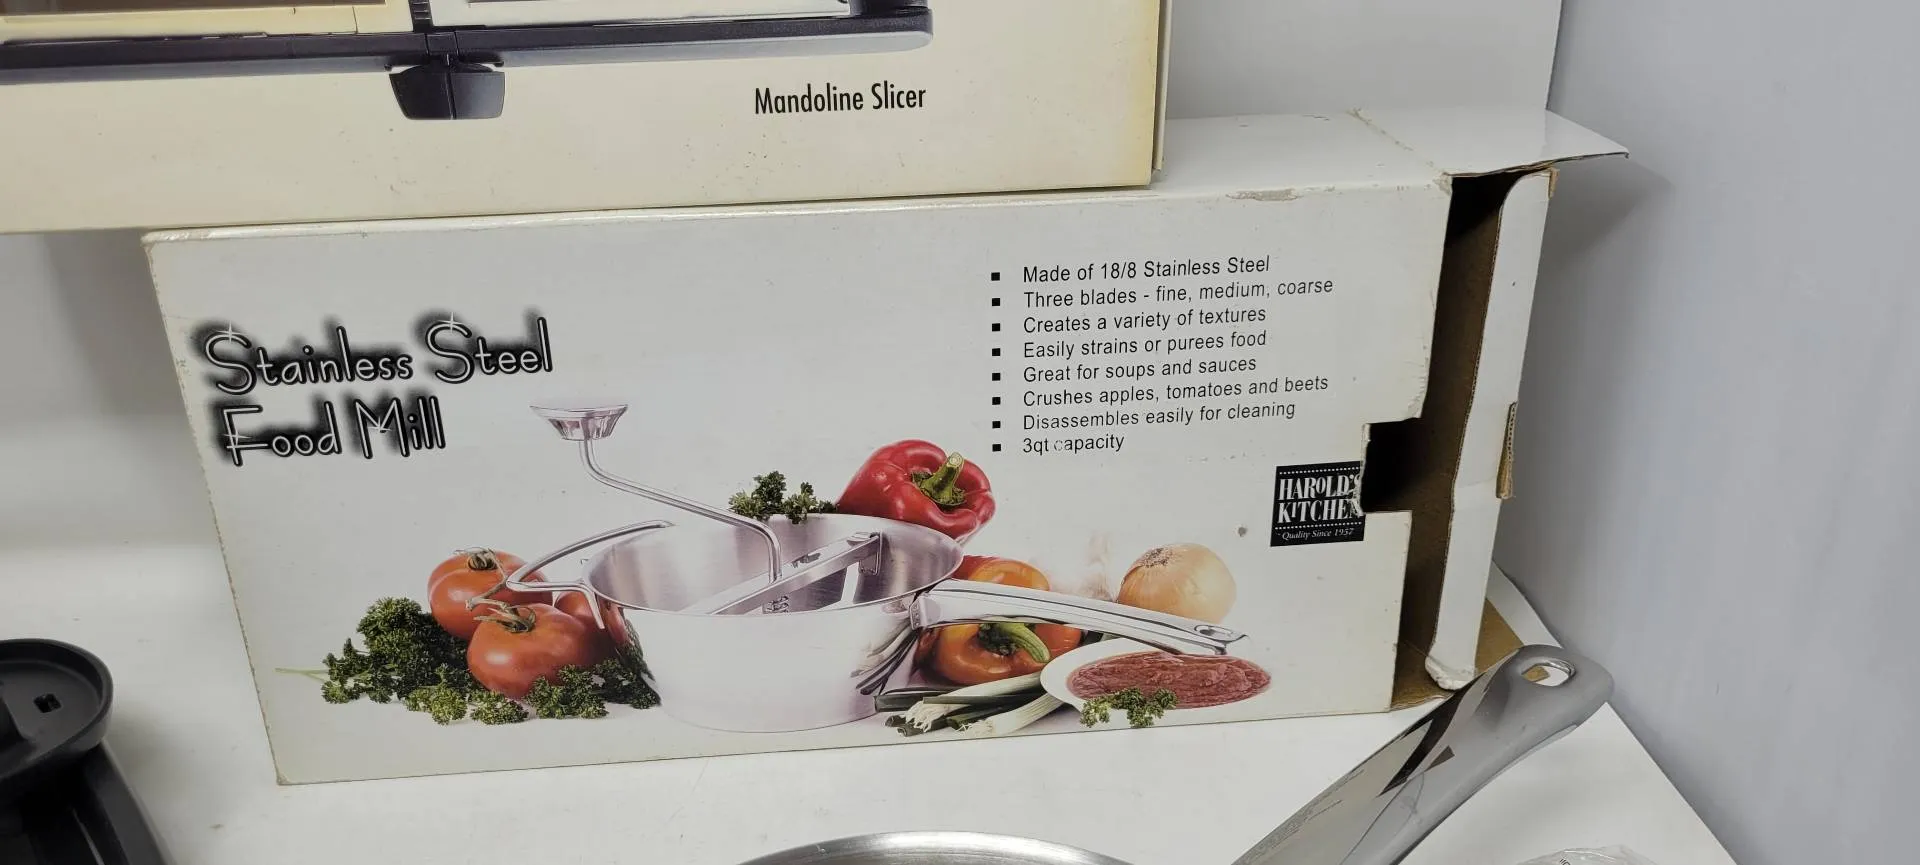 Mandoline Slicer
Stainless Steel
Food Mill
▪ Made of 18/8 Stainless Steel
▪ Three blades - fine, medium, coarse
▪ Creates a variety of textures
▪ Easily strains or purees food
▪ Great for soups and sauces
▪ Crushes apples, tomatoes and beets
▪ Disassembles easily for cleaning
▪ 3qt capacity
HAROLD'S
KITCHEN
Quality Since 1957